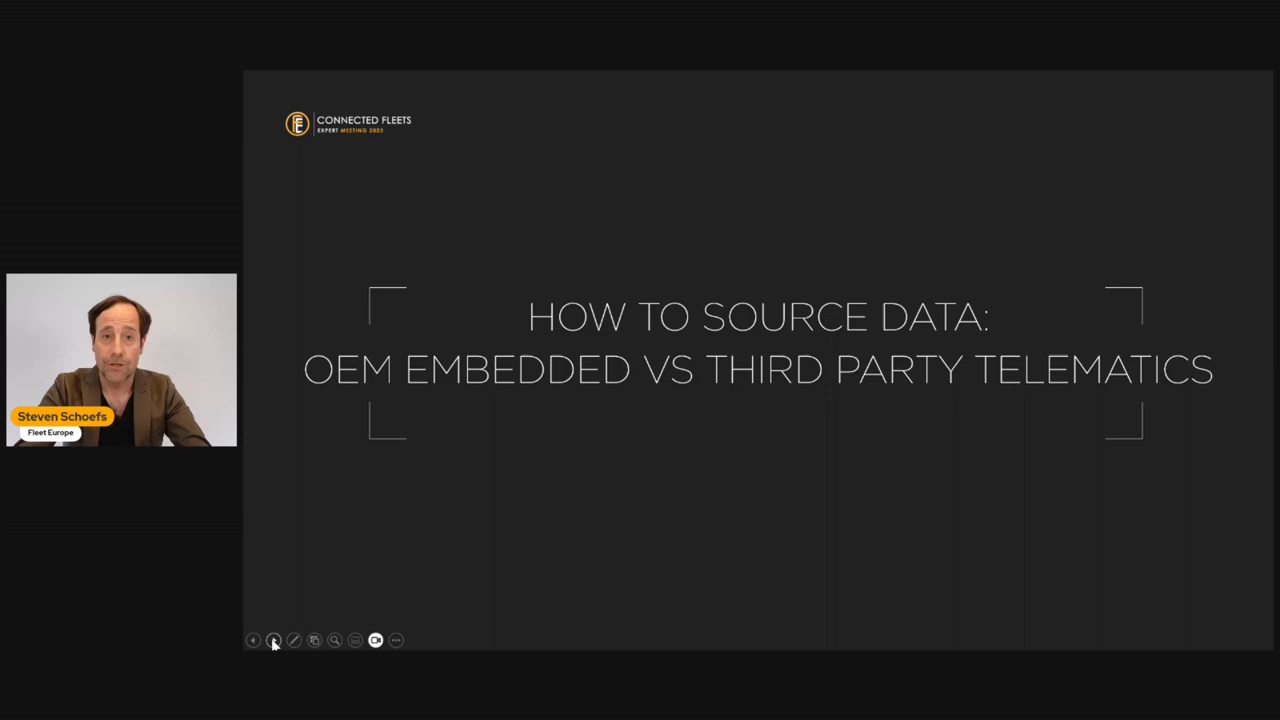 CONNECTED FLEETS
EXPERT MEETING 2023
HOW TO SOURCE DATA:
OEM EMBEDDED VS THIRD PARTY TELEMATICS
Steven Schoefs
Fleet Europe